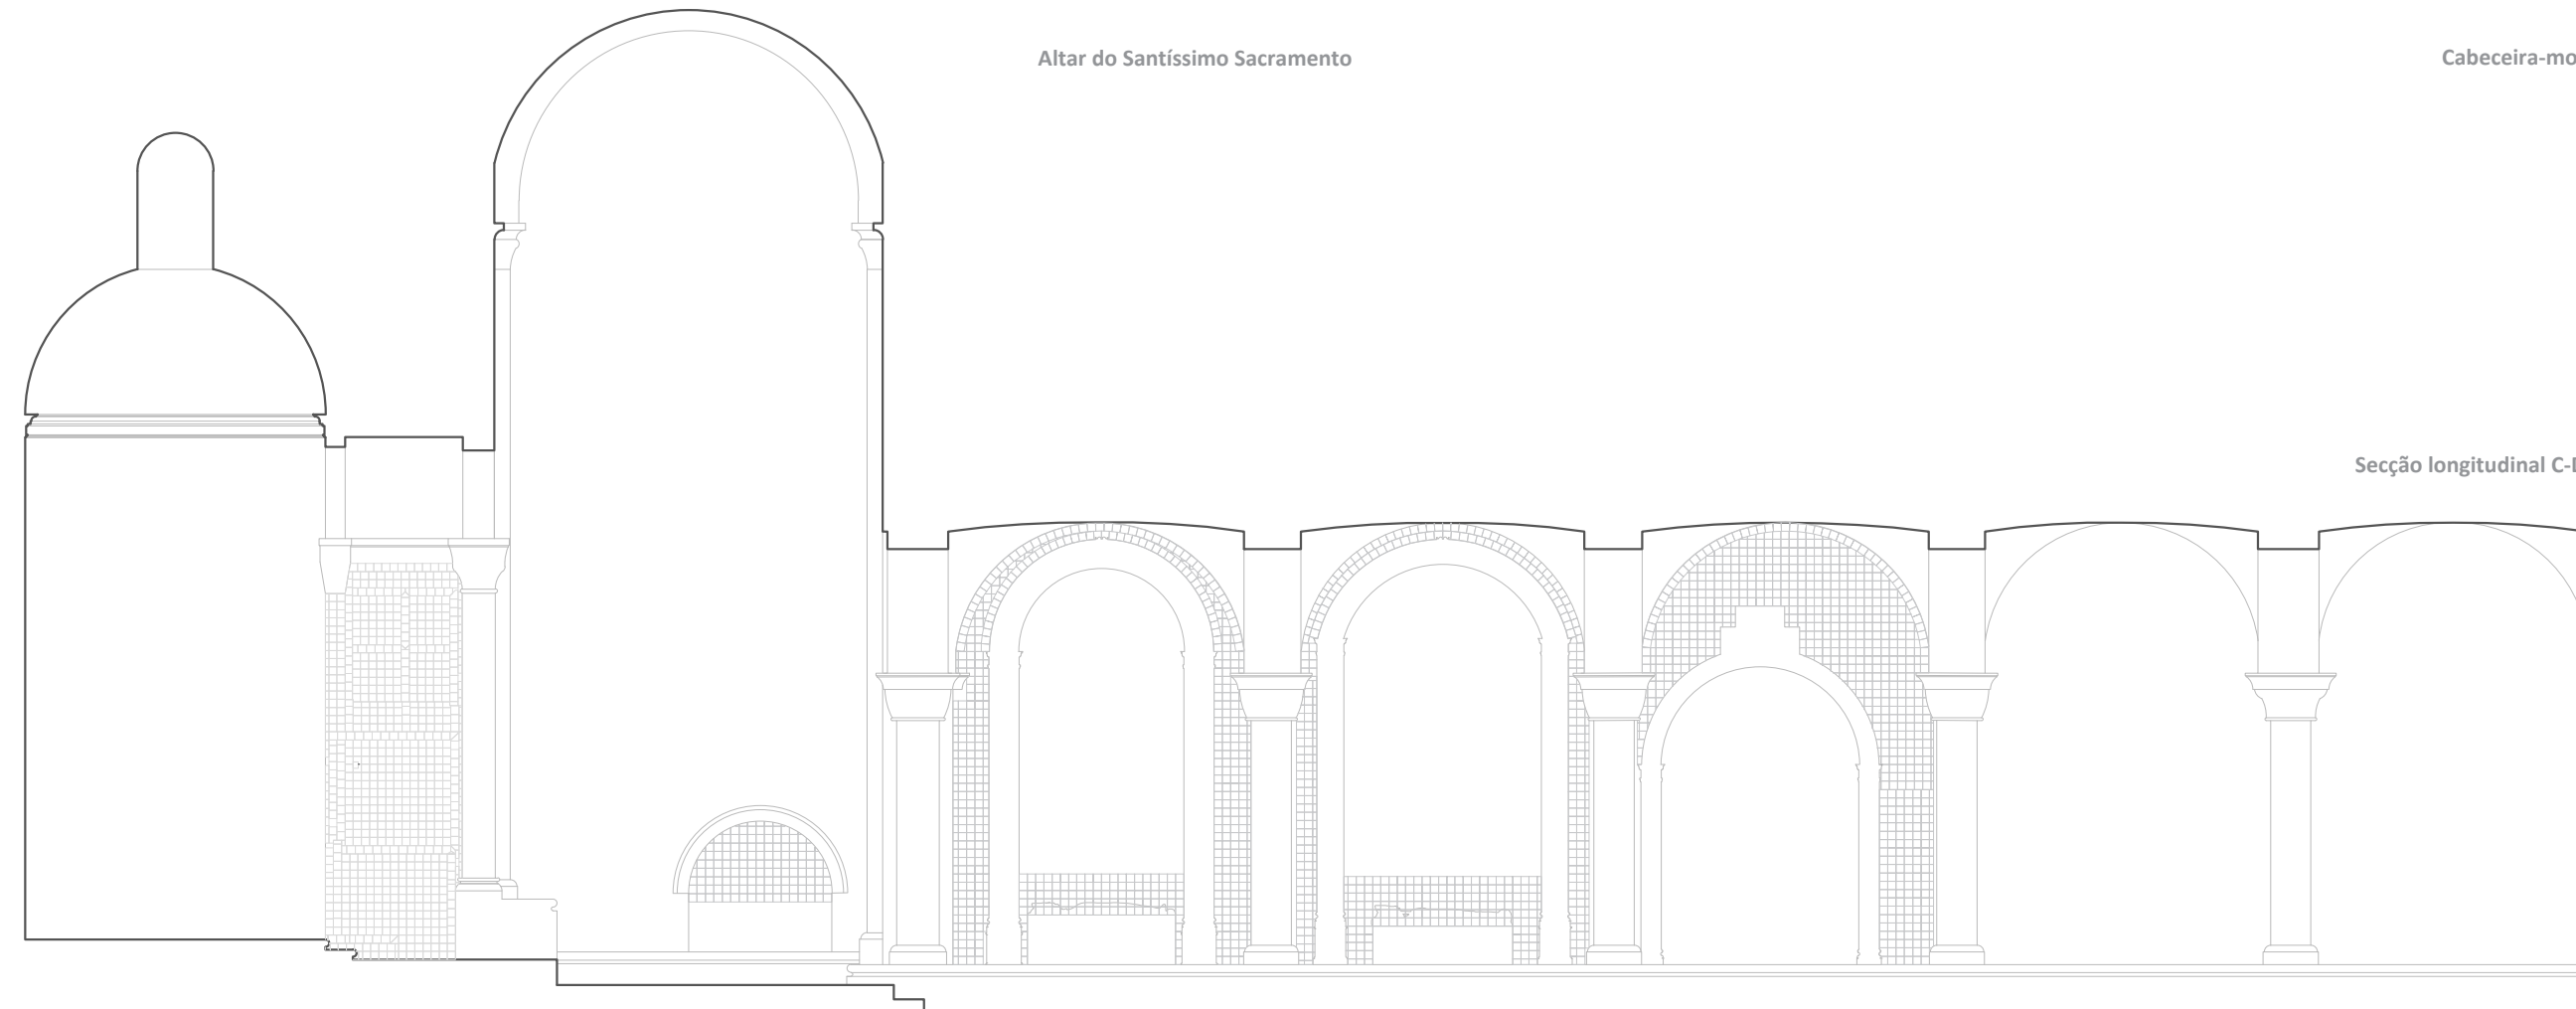 Altar do Santíssimo Sacramento
Cabeceira-mo
Secção longitudinal C-